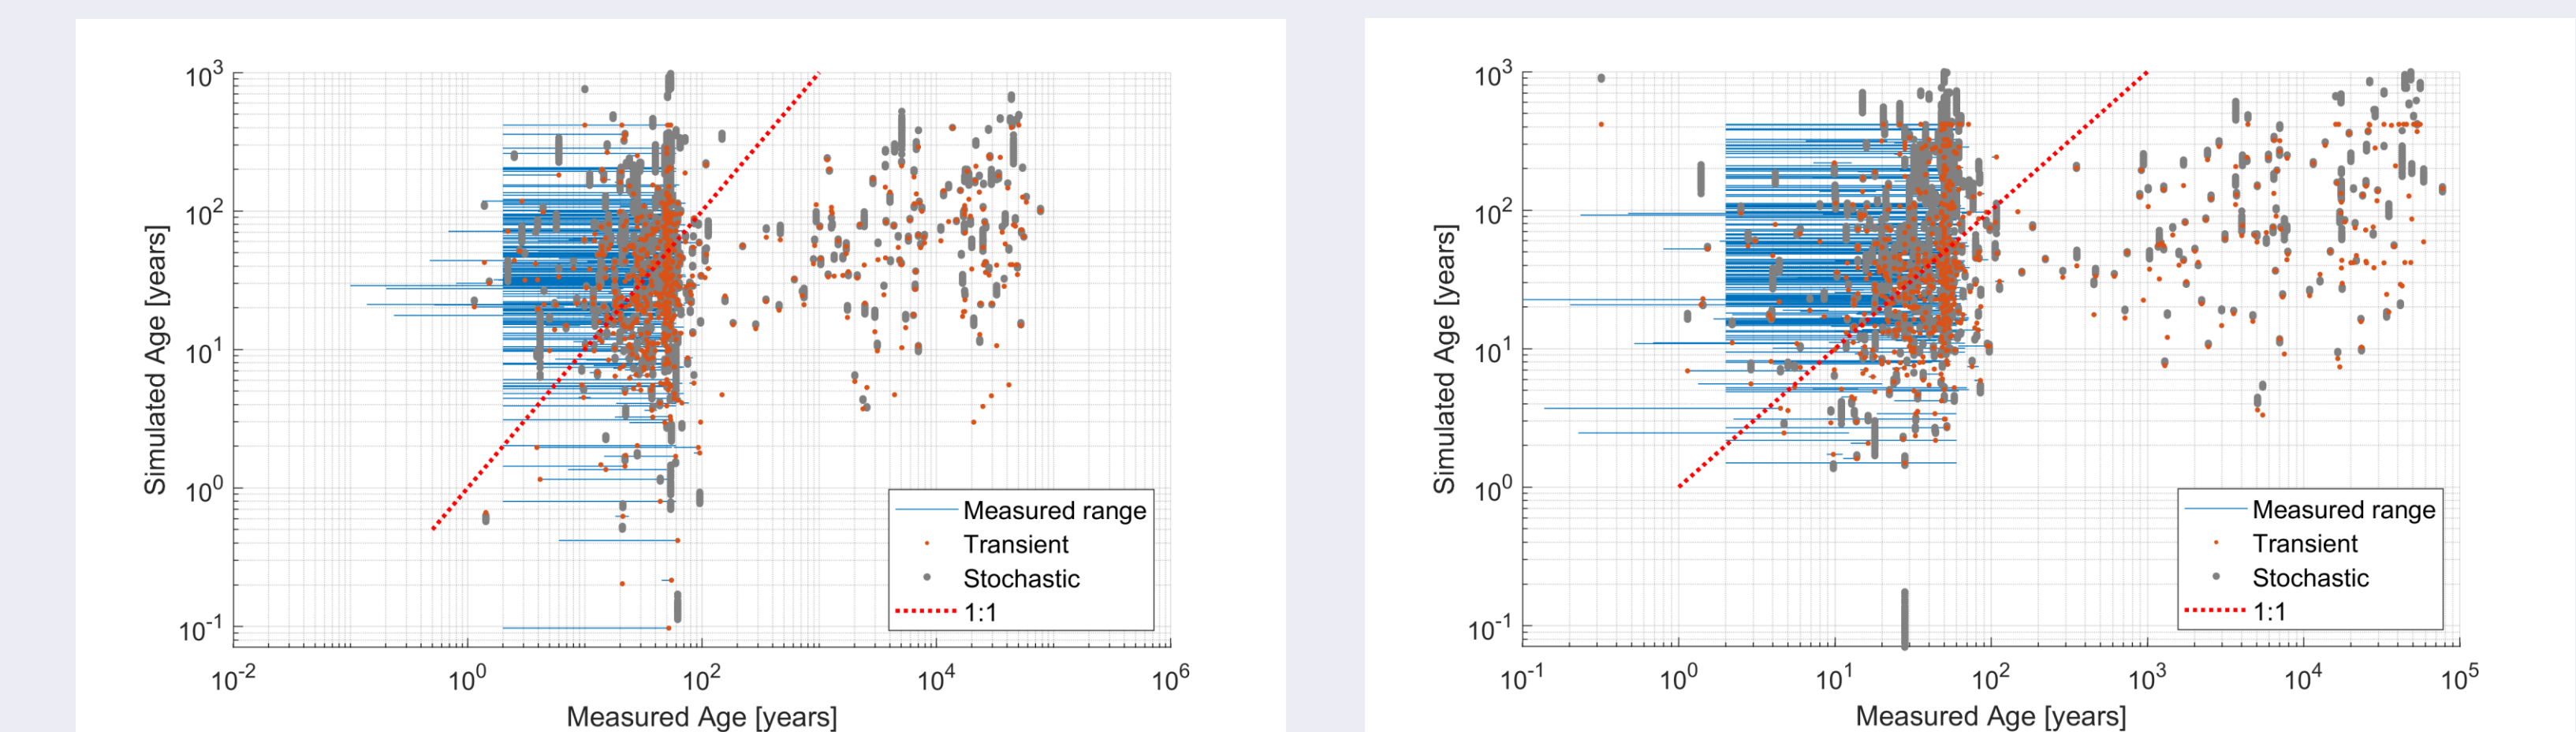 10^3
10^2
10^1
10^0
10^-1
Simulated Age [years]
Measured range
Transient
Stochastic
1:1
10^-2
10^0
10^2
10^4
10^6
Measured Age [years]
10^3
10^2
10^1
10^0
10^-1
Simulated Age [years]
Measured range
Transient
Stochastic
1:1
10^-1
10^0
10^1
10^2
10^3
10^4
10^5
Measured Age [years]